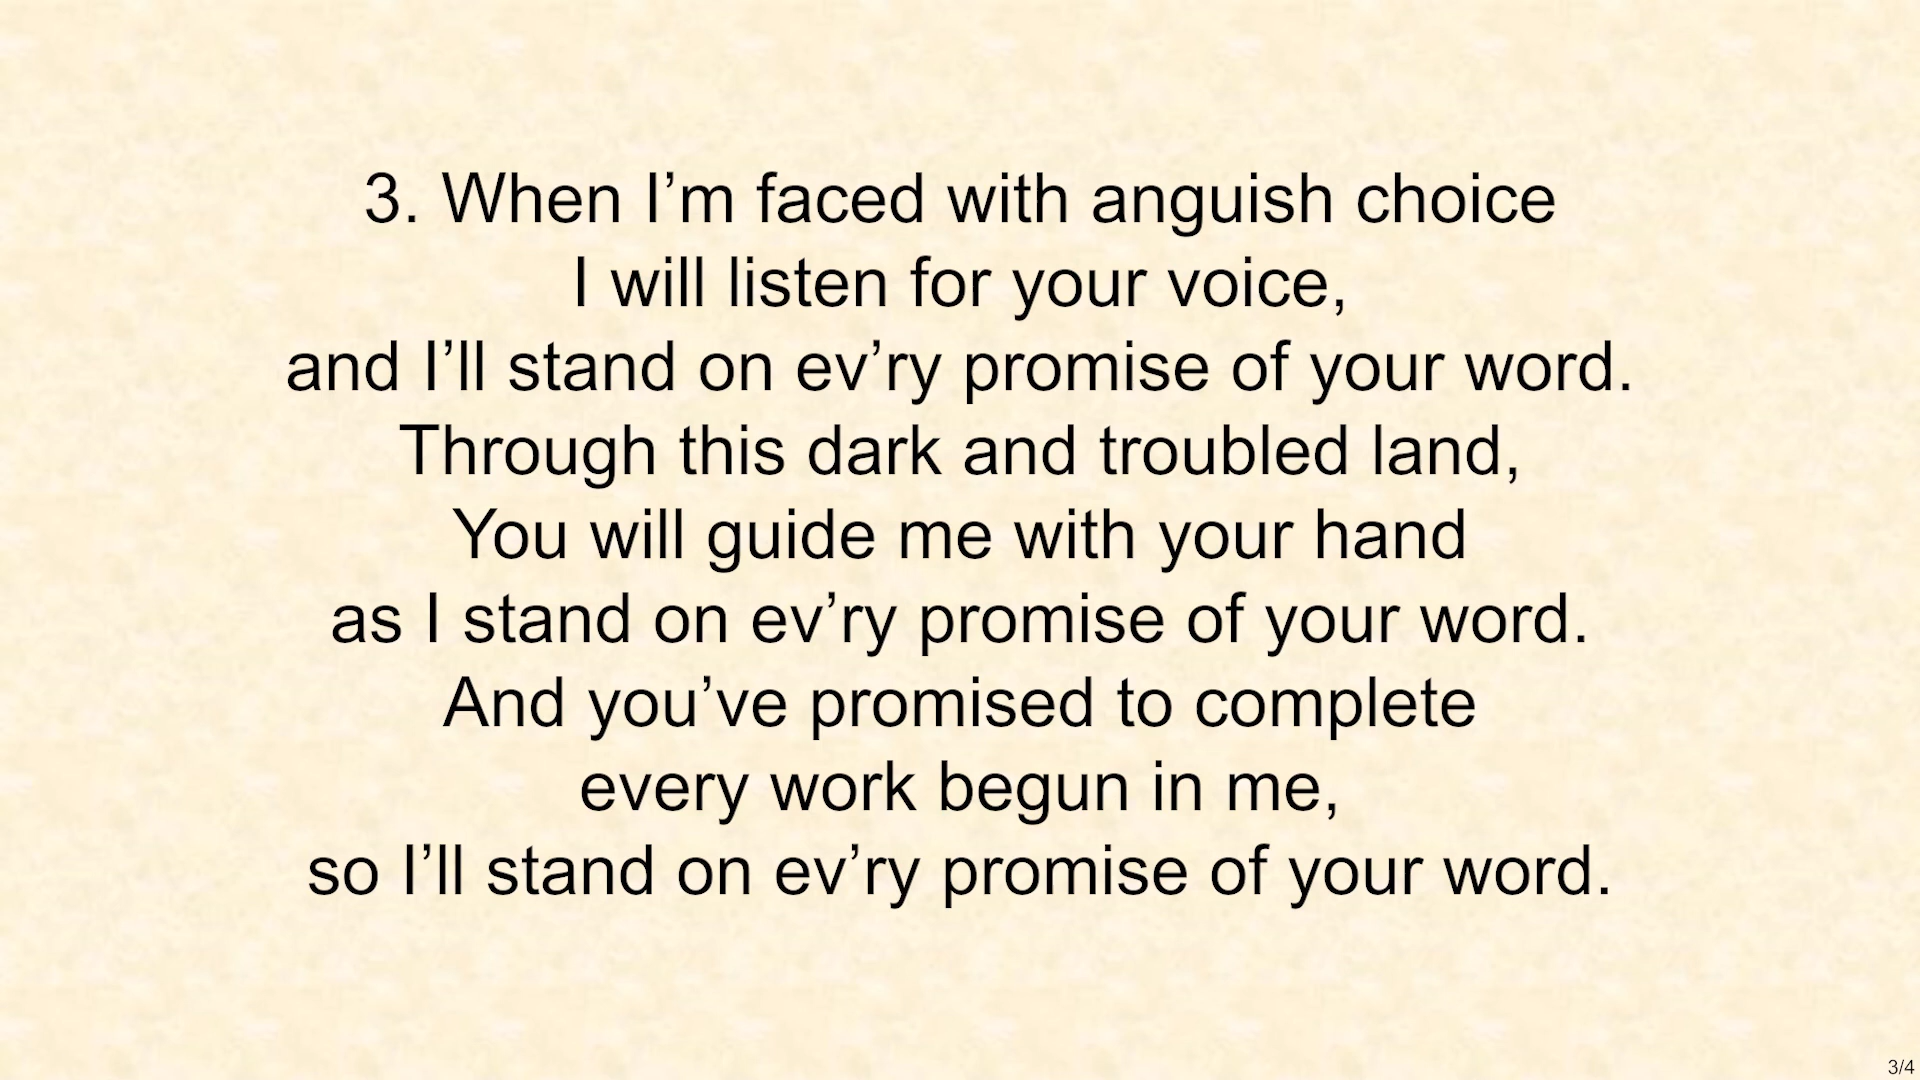 3. When I’m faced with anguish choice
I will listen for your voice,
and I’ll stand on ev’ry promise of your word.
Through this dark and troubled land,
You will guide me with your hand
as I stand on ev’ry promise of your word.
And you’ve promised to complete
every work begun in me,
so I’ll stand on ev’ry promise of your word.
3/4